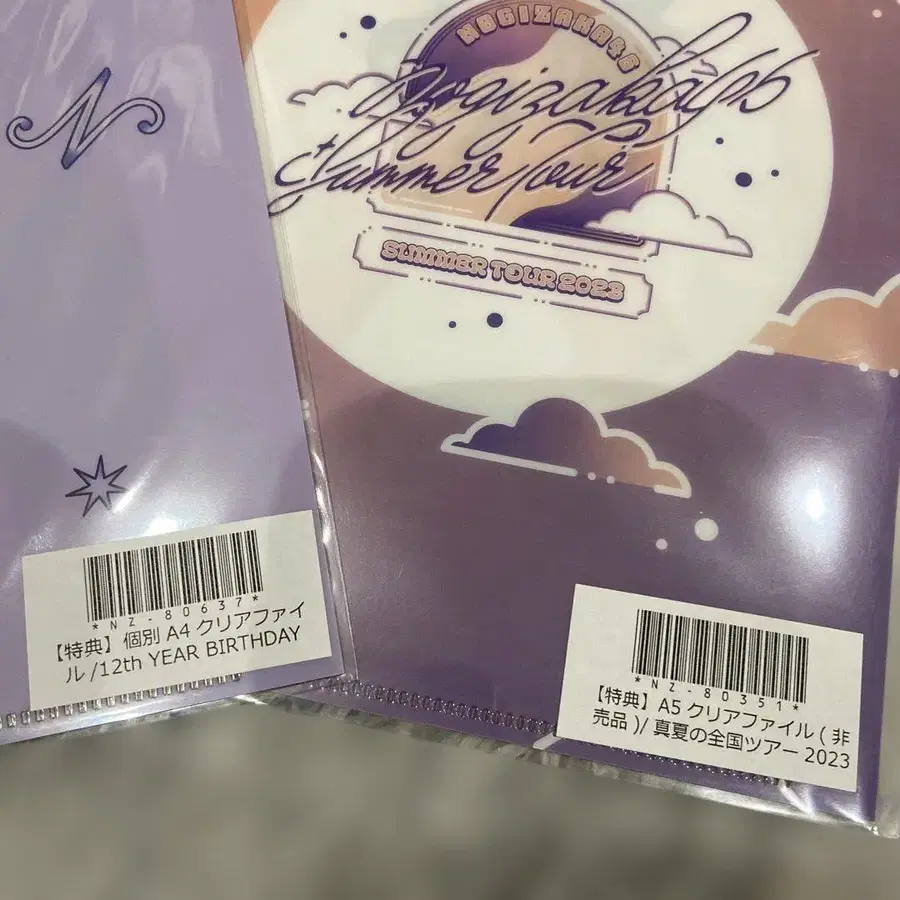 N
*NZ-80637*
【特典】個別 A4 クリアファイ
ル /12th YEAR BIRTHDAY
NOGIZAKA46
Nogizaka46
Summer Tour
SUMMER TOUR 2023
*NZ-80351*
【特典】A5 クリアファイル ( 非
売品 )/ 真夏の全国ツアー 2023